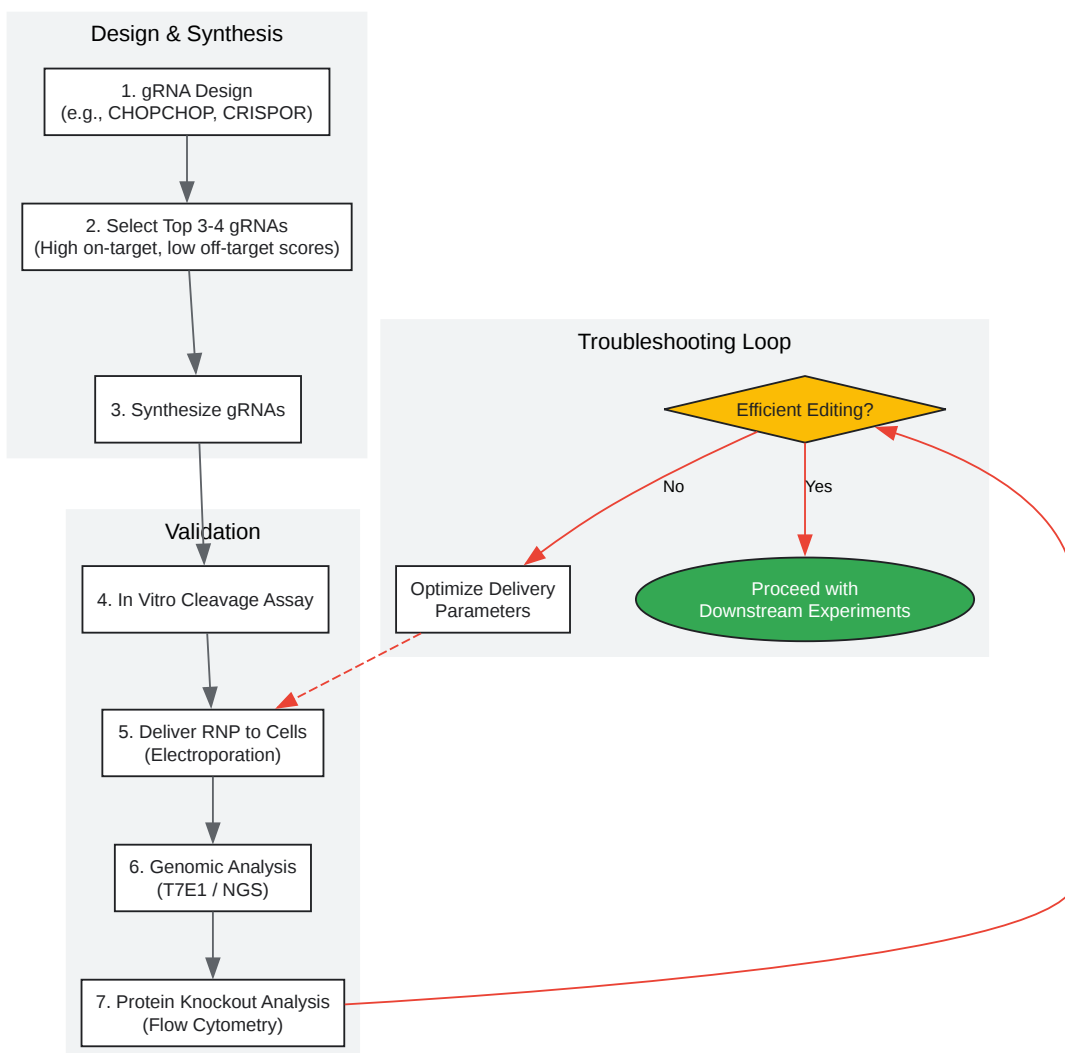 Design & Synthesis
1. gRNA Design
(e.g., CHOPCHOP, CRISPOR)
2. Select Top 3-4 gRNAs
(High on-target, low off-target scores)
3. Synthesize gRNAs
Troubleshooting Loop
Efficient Editing?
No
Yes
Optimize Delivery
Parameters
Proceed with
Downstream Experiments
Validation
4. In Vitro Cleavage Assay
5. Deliver RNP to Cells
(Electroporation)
6. Genomic Analysis
(T7E1 / NGS)
7. Protein Knockout Analysis
(Flow Cytometry)